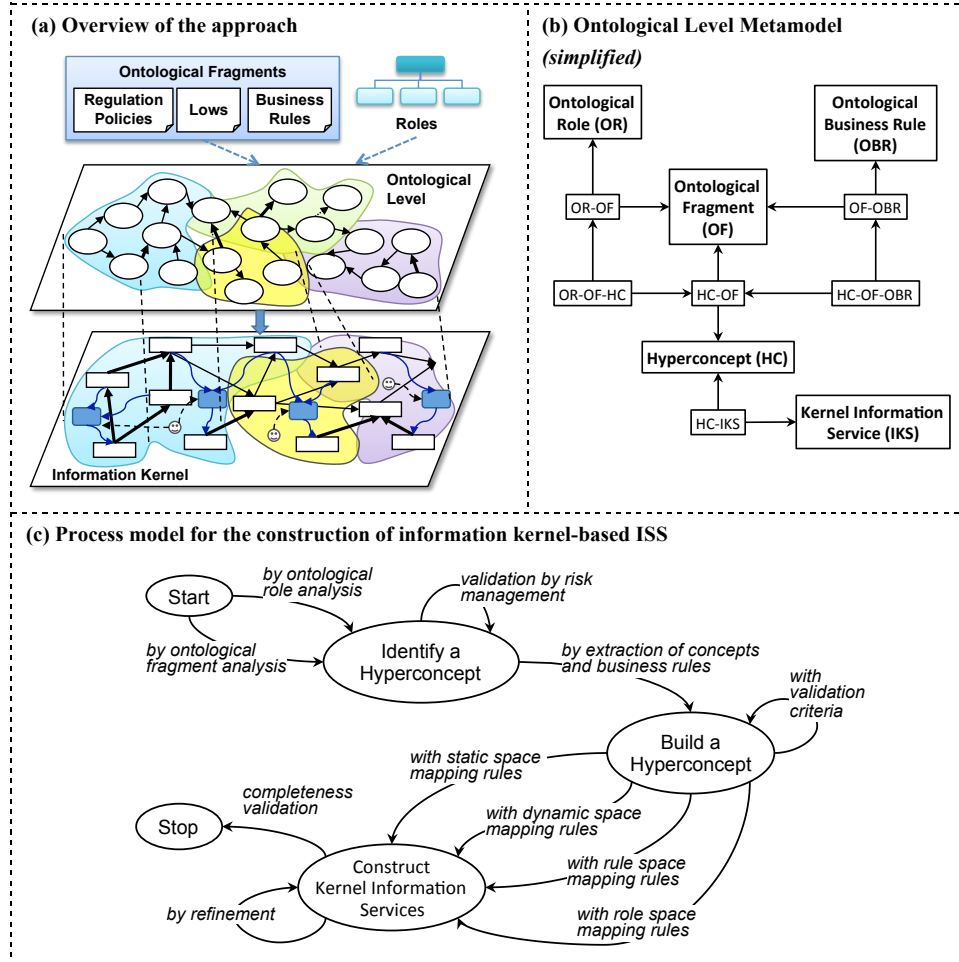 (a) Overview of the approach
Ontological Fragments
Regulation
Policies
Lows
Business
Rules
Roles
Ontological
Level
Information Kernel
(b) Ontological Level Metamodel
(simplified)
Ontological
Role (OR)
Ontological
Business Rule
(OBR)
Ontological
Fragment
(OF)
OR-OF
OF-OBR
OR-OF-HC
HC-OF
HC-OF-OBR
Hyperconcept (HC)
HC-IKS
Kernel Information
Service (IKS)
(c) Process model for the construction of information kernel-based ISS
Start
by ontological
role analysis
validation by risk
management
by ontological
fragment analysis
Identify a
Hyperconcept
by extraction of concepts
and business rules
with
validation
criteria
Build a
Hyperconcept
with static space
mapping rules
completeness
validation
Stop
with dynamic space
mapping rules
Construct
Kernel Information
Services
with rule space
mapping rules
by refinement
with role space
mapping rules